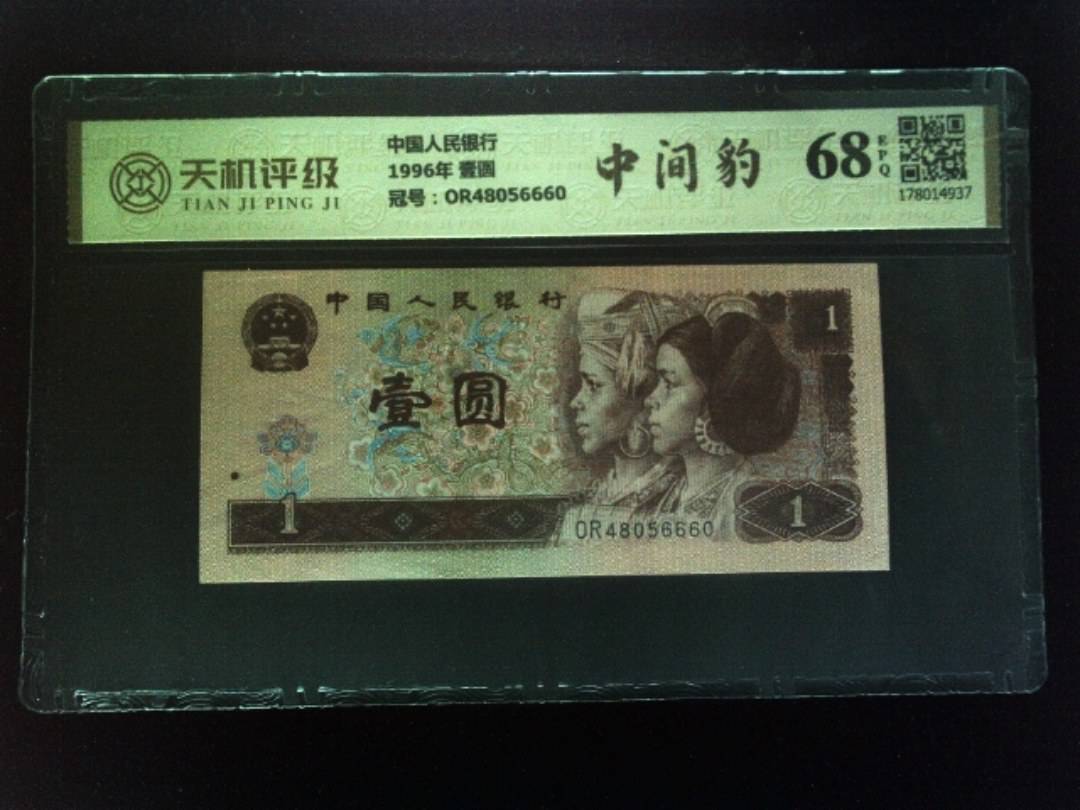 天机评级
TIAN JI PING JI
中国人民银行
1996年 壹圆
冠号：OR48056660
中间豹
68
EPQ
178014937
中国人民银行
1
壹圆
1
OR48056660
1